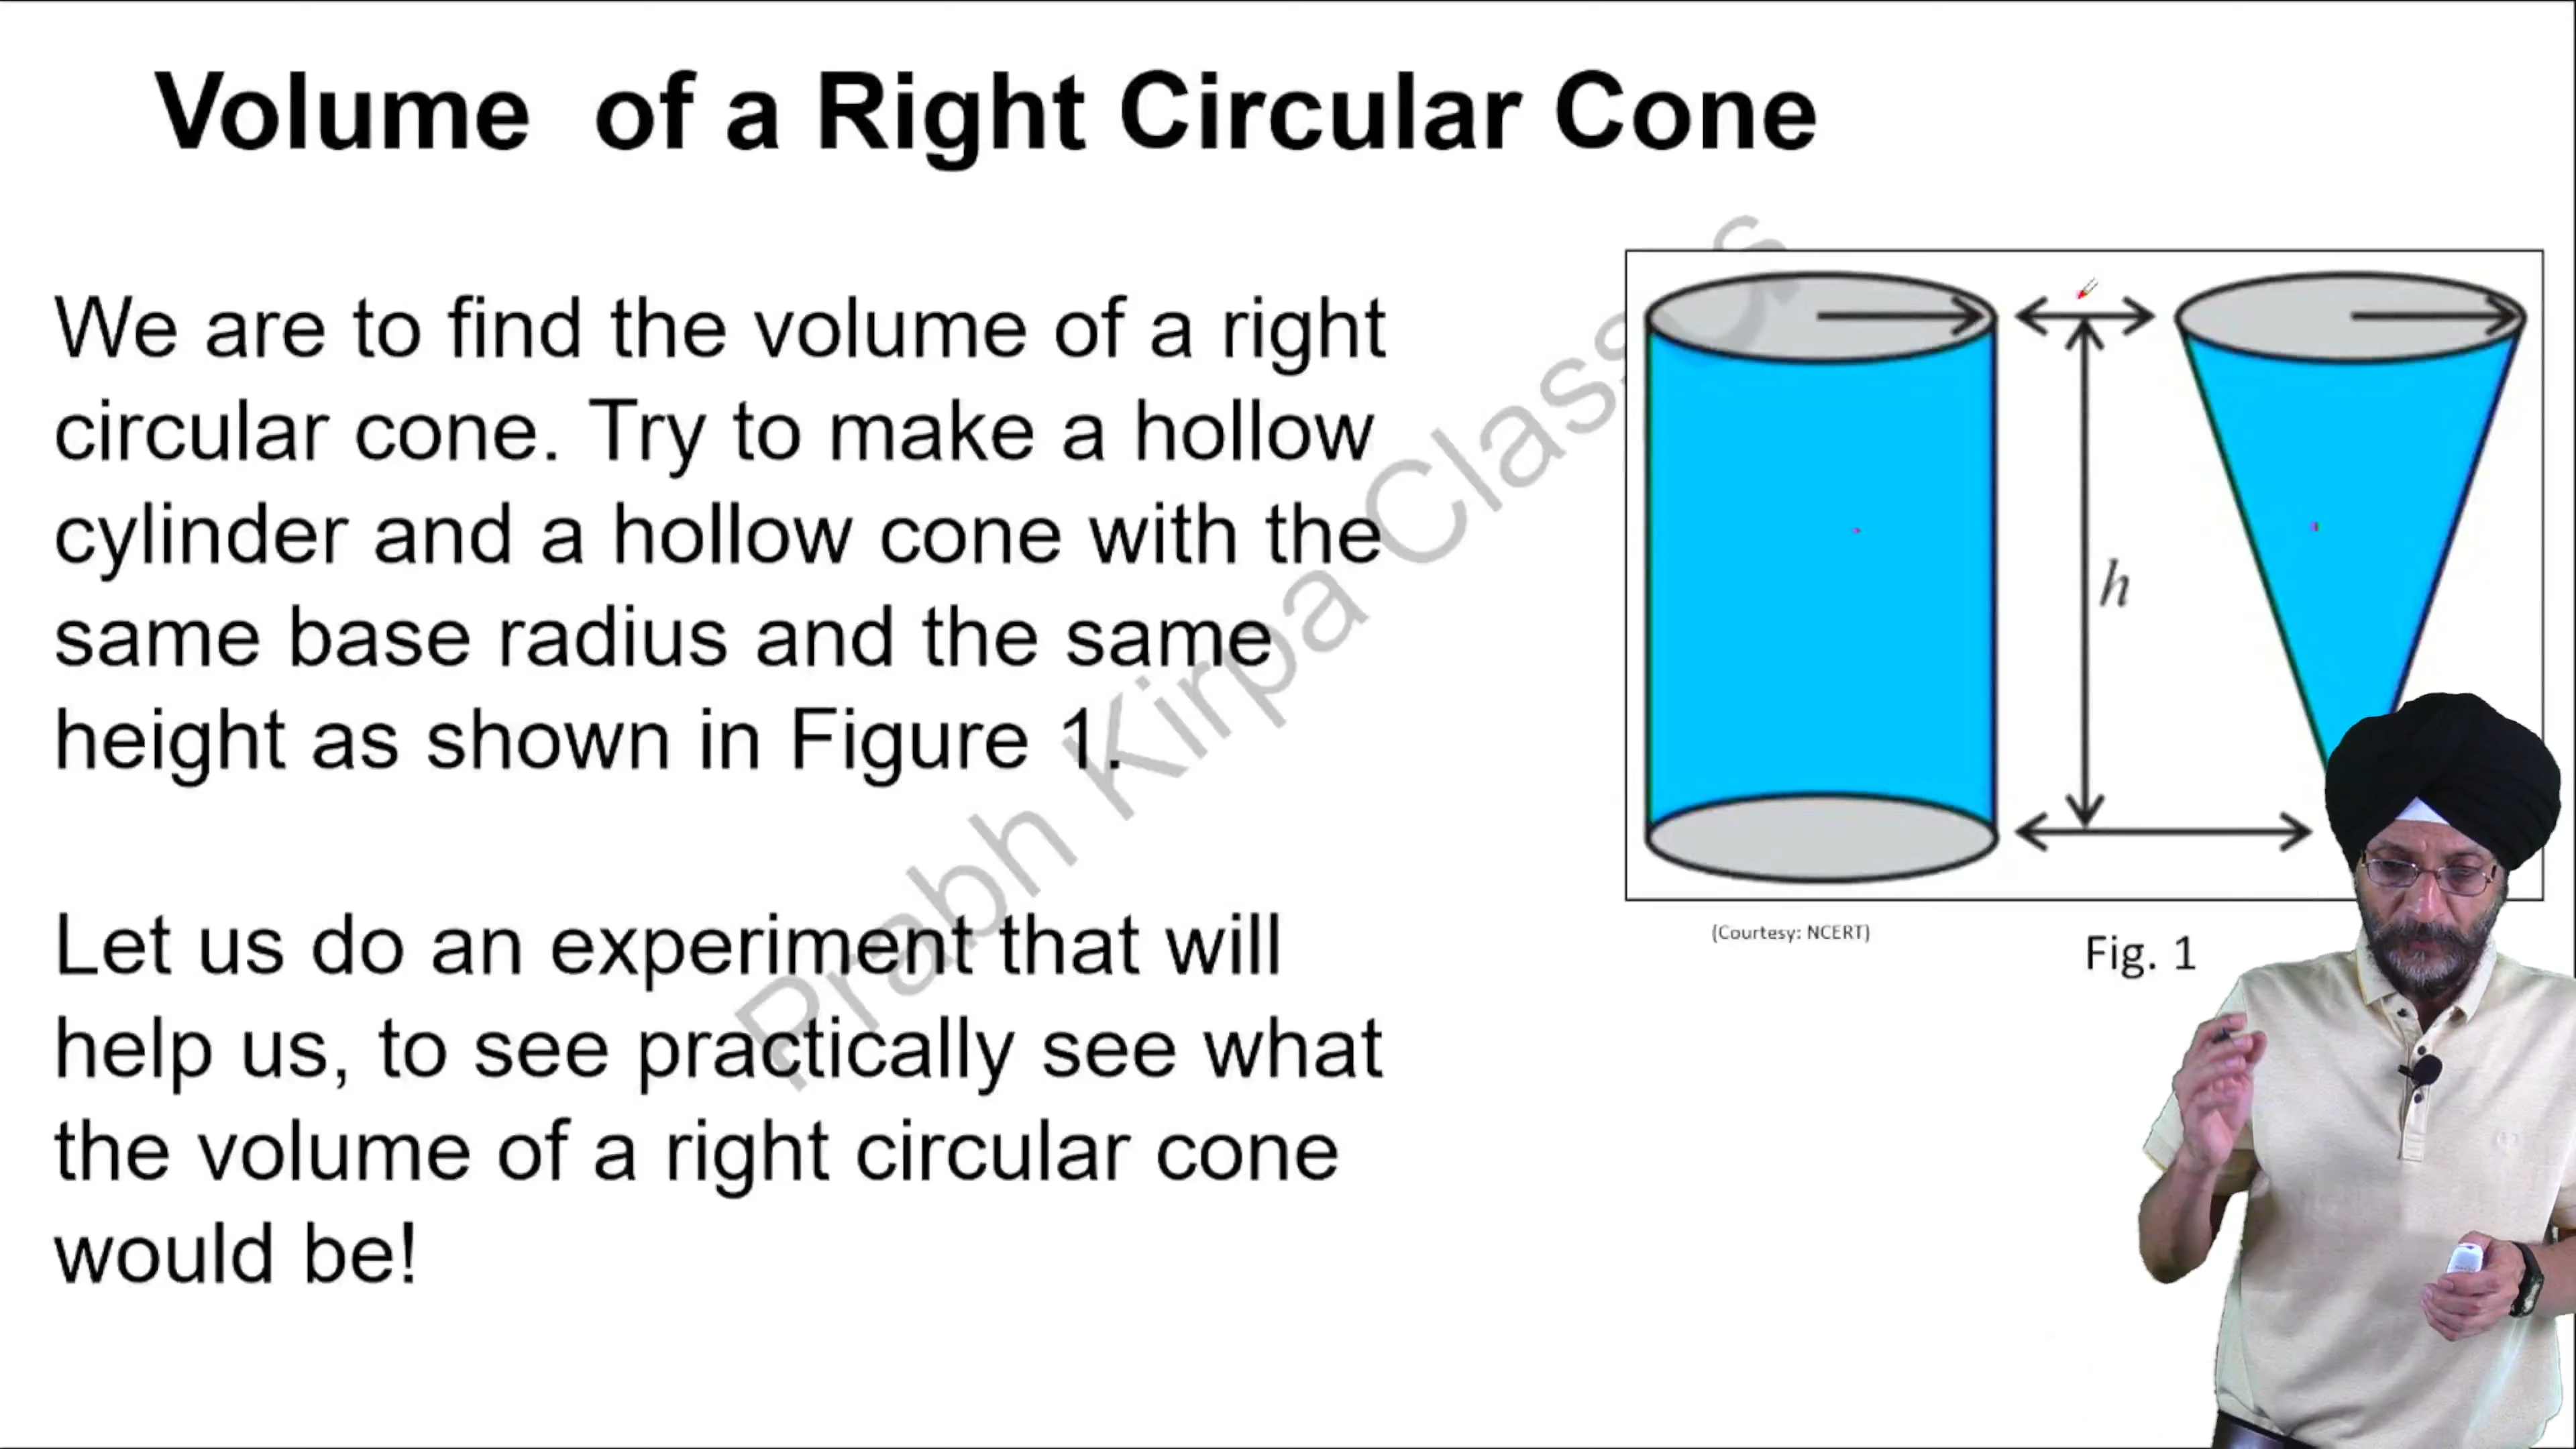 Volume of a Right Circular Cone
We are to find the volume of a right
circular cone. Try to make a hollow
cylinder and a hollow cone with the
same base radius and the same
height as shown in Figure 1.
Let us do an experiment that will
help us, to see practically see what
the volume of a right circular cone
would be!
h
(Courtesy: NCERT)
Fig. 1
Prabh Kirpa Classes